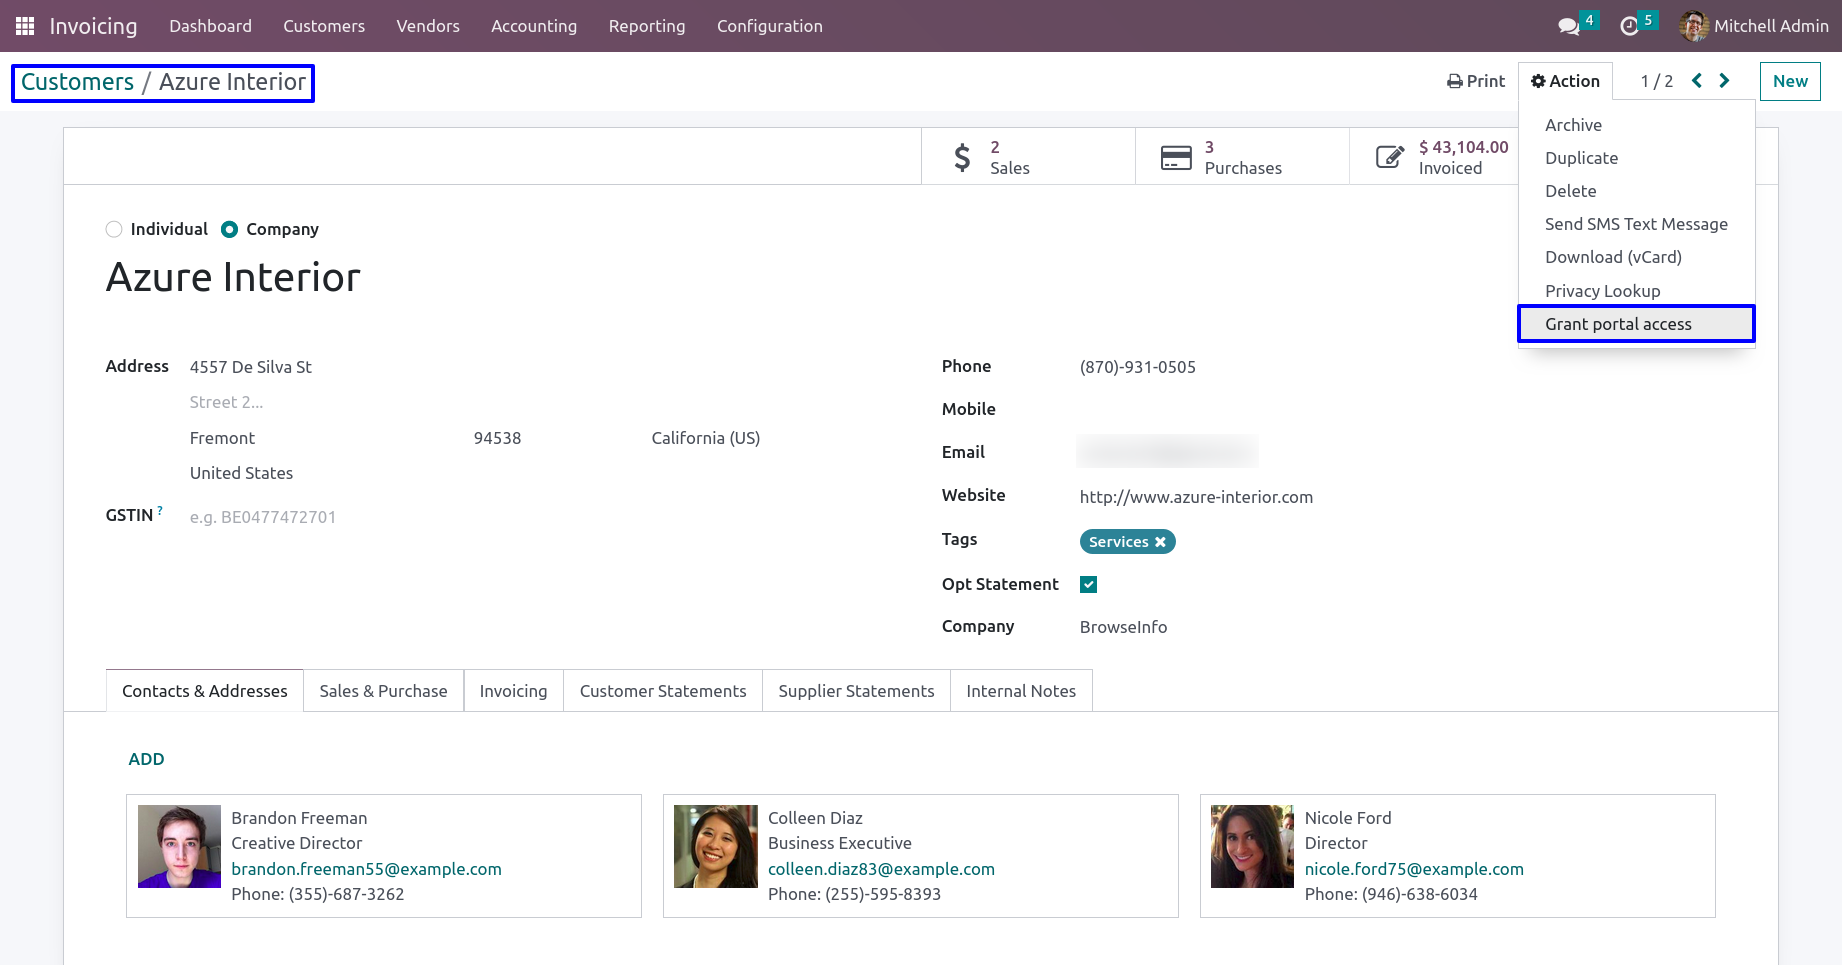 Invoicing Dashboard Customers Vendors Accounting Reporting Configuration 4 5 Mitchell Admin
Customers / Azure Interior Print Action 1 / 2 New
Archive
Duplicate
Delete
Send SMS Text Message
Download (vCard)
Privacy Lookup
Grant portal access
2
Sales
3
Purchases
$ 43,104.00
Invoiced
Individual Company
Azure Interior
Address 4557 De Silva St
Street 2...
Fremont 94538 California (US)
United States
GSTIN ? e.g. BE0477472701
Phone (870)-931-0505
Mobile
Email
Website http://www.azure-interior.com
Tags Services
Opt Statement
Company BrowseInfo
Contacts & Addresses Sales & Purchase Invoicing Customer Statements Supplier Statements Internal Notes
ADD
Brandon Freeman
Creative Director
brandon.freeman55@example.com
Phone: (355)-687-3262
Colleen Diaz
Business Executive
colleen.diaz83@example.com
Phone: (255)-595-8393
Nicole Ford
Director
nicole.ford75@example.com
Phone: (946)-638-6034